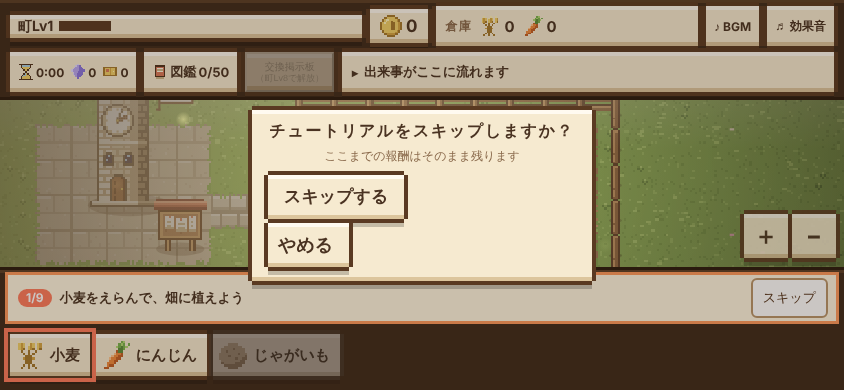 町Lv1
0
倉庫 0 0
♪ BGM
♬ 効果音
0:00 0 0
図鑑 0/50
交換掲示板
(町Lv8で解放)
▸ 出来事がここに流れます
チュートリアルをスキップしますか？
ここまでの報酬はそのまま残ります
スキップする
やめる
+ −
1/9 小麦をえらんで、畑に植えよう
スキップ
小麦 にんじん じゃがいも